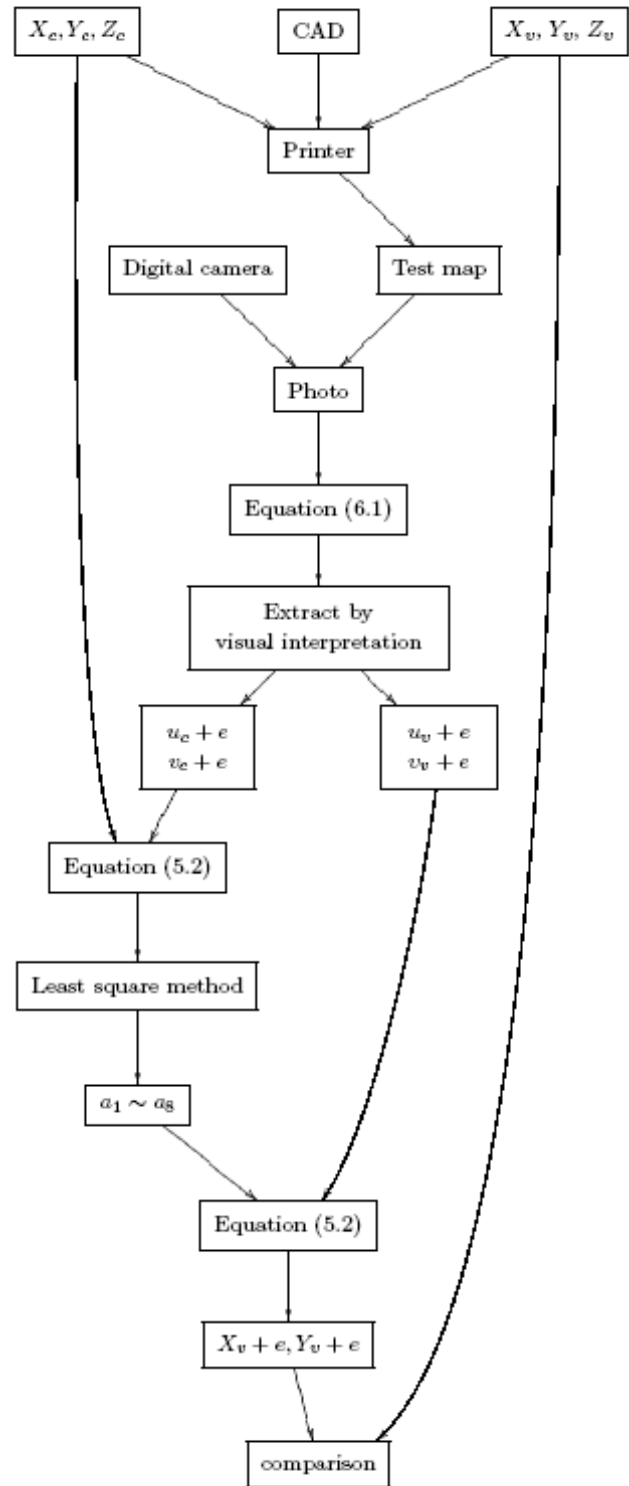 X_c, Y_c, Z_c
CAD
X_v, Y_v, Z_v
Printer
Digital camera
Test map
Photo
Equation (6.1)
Extract by
visual interpretation
u_c + e
v_c + e
u_v + e
v_v + e
Equation (5.2)
Least square method
a_1 ∼ a_8
Equation (5.2)
X_v + e, Y_v + e
comparison